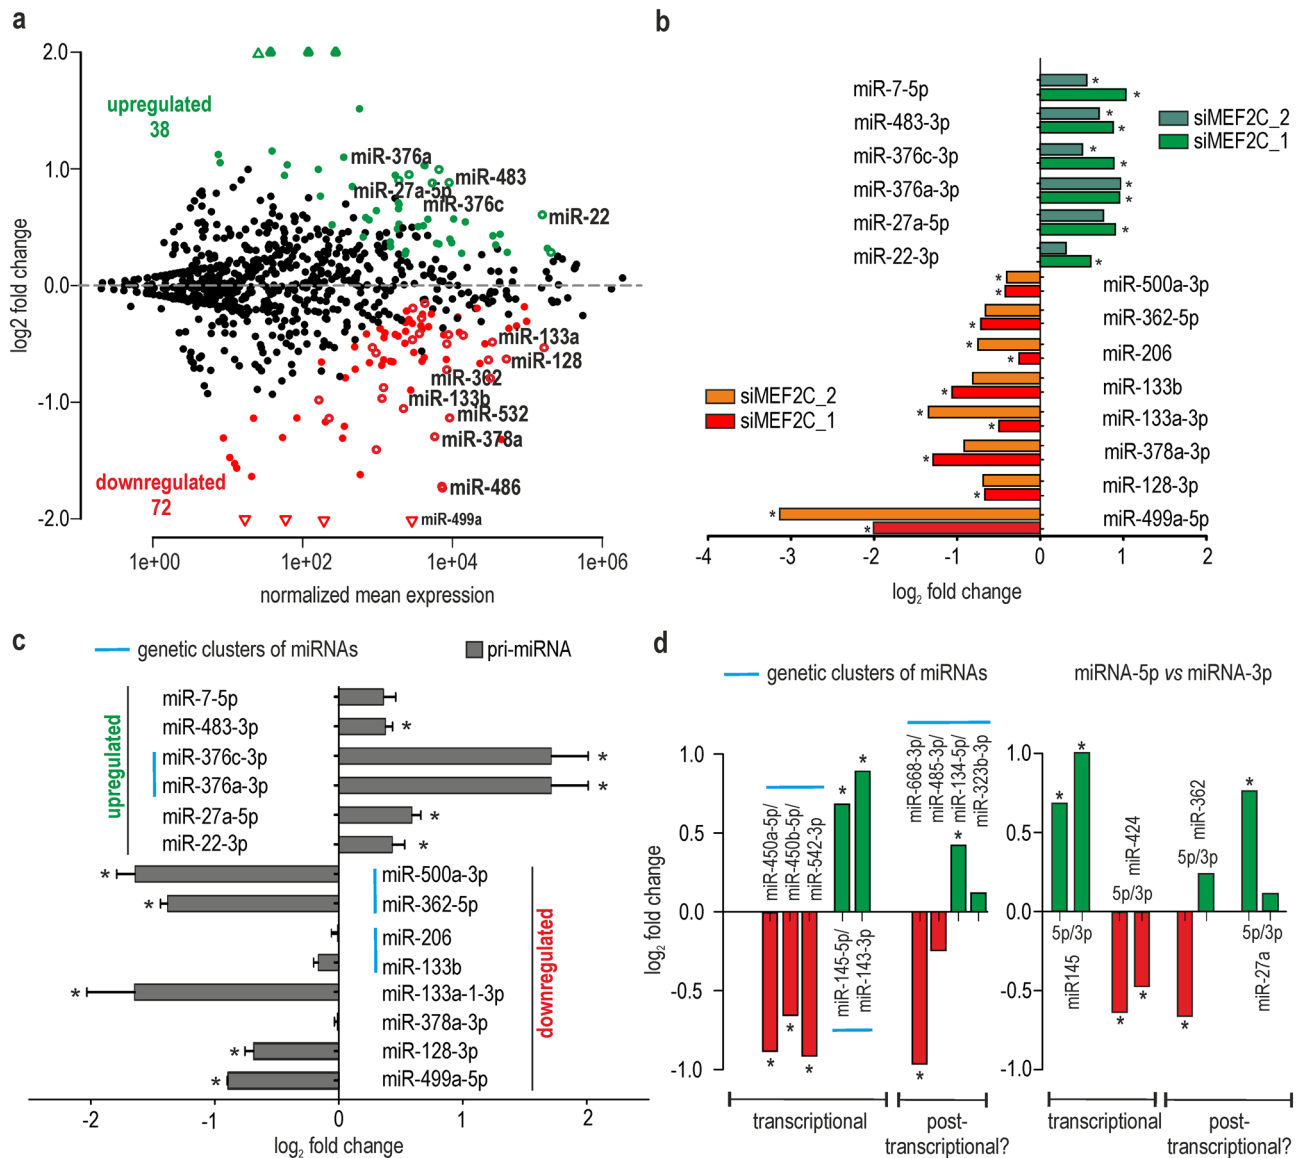 a
2.0
1.0
0.0
-1.0
-2.0
log2 fold change
upregulated
38
miR-376a
miR-483
miR-27a-5p
miR-376c
miR-22
miR-133a
miR-128
miR-362
miR-133b
miR-532
miR-378a
miR-486
miR-499a
downregulated
72
1e+00
1e+02
1e+04
1e+06
normalized mean expression
b
miR-7-5p
miR-483-3p
miR-376c-3p
miR-376a-3p
miR-27a-5p
miR-22-3p
* * * * * * * * * * *
siMEF2C_2
siMEF2C_1
miR-500a-3p
miR-362-5p
miR-206
miR-133b
miR-133a-3p
miR-378a-3p
miR-128-3p
miR-499a-5p
siMEF2C_2
siMEF2C_1
-4
-3
-2
-1
0
1
2
log2 fold change
c
genetic clusters of miRNAs
pri-miRNA
upregulated
miR-7-5p
miR-483-3p *
miR-376c-3p *
miR-376a-3p *
miR-27a-5p *
miR-22-3p *
* miR-500a-3p
* miR-362-5p
miR-206
miR-133b
* miR-133a-1-3p
miR-378a-3p
* miR-128-3p
* miR-499a-5p
downregulated
-2
-1
0
1
2
log2 fold change
d
genetic clusters of miRNAs
miRNA-5p vs miRNA-3p
1.0
0.5
0.0
-0.5
-1.0
log2 fold change
miR-450a-5p/
miR-450b-5p/
miR-542-3p
miR-145-5p/
miR-143-3p
miR-668-3p/
miR-485-3p/
miR-134-5p/
miR-323b-3p
transcriptional
post-
transcriptional?
1.0
0.5
0.0
-0.5
-1.0
5p/3p
miR145
5p/3p
miR-424
5p/3p
miR-362
5p/3p
miR-27a
transcriptional
post-
transcriptional?